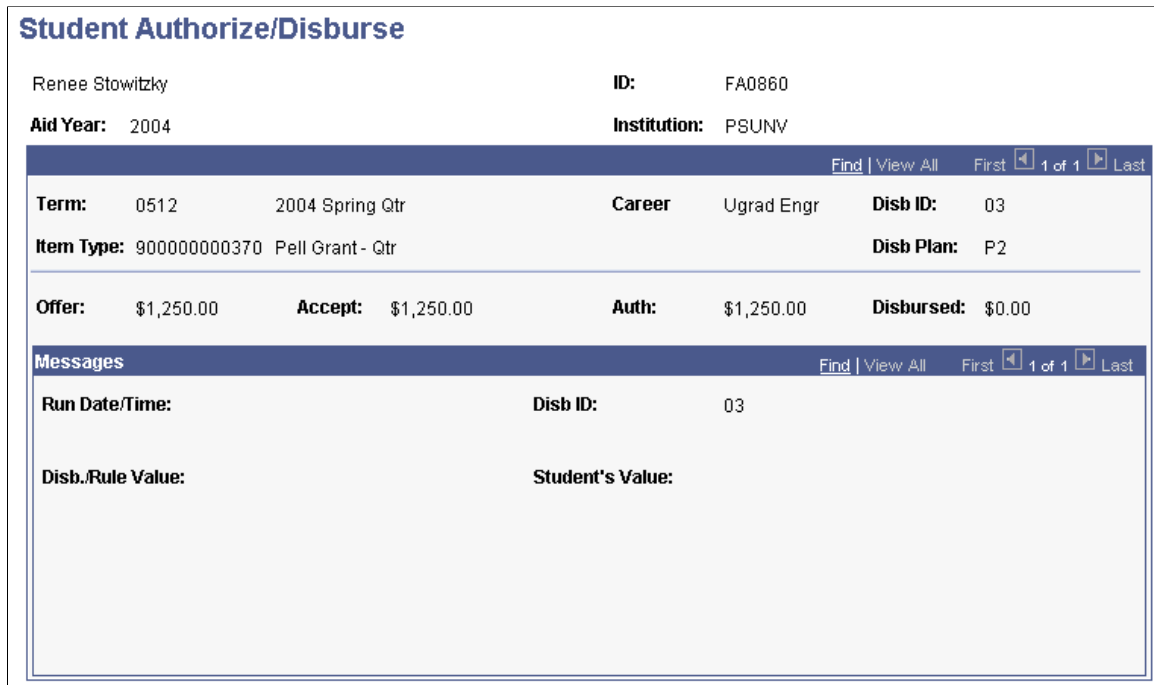 Student Authorize/Disburse
Renee Stowitzky ID: FA0860
Aid Year: 2004 Institution: PSUNV
Find | View All First 1 of 1 Last
Term: 0512 2004 Spring Qtr Career Ugrad Engr Disb ID: 03
Item Type: 900000000370 Pell Grant - Qtr Disb Plan: P2
Offer: $1,250.00 Accept: $1,250.00 Auth: $1,250.00 Disbursed: $0.00
Messages Find | View All First 1 of 1 Last
Run Date/Time: Disb ID: 03
Disb./Rule Value: Student's Value: